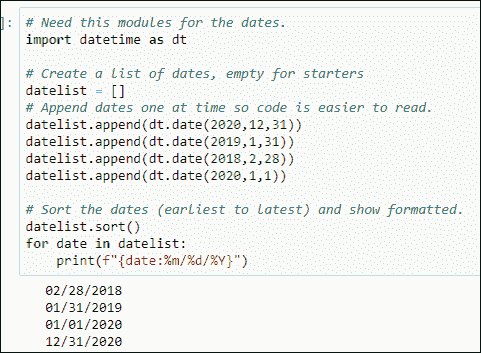 ]: # Need this modules for the dates.
import datetime as dt
# Create a list of dates, empty for starters
datelist = []
# Append dates one at time so code is easier to read.
datelist.append(dt.date(2020,12,31))
datelist.append(dt.date(2019,1,31))
datelist.append(dt.date(2018,2,28))
datelist.append(dt.date(2020,1,1))
# Sort the dates (earliest to latest) and show formatted.
datelist.sort()
for date in datelist:
    print(f"{date:%m/%d/%Y}")
02/28/2018
01/31/2019
01/01/2020
12/31/2020